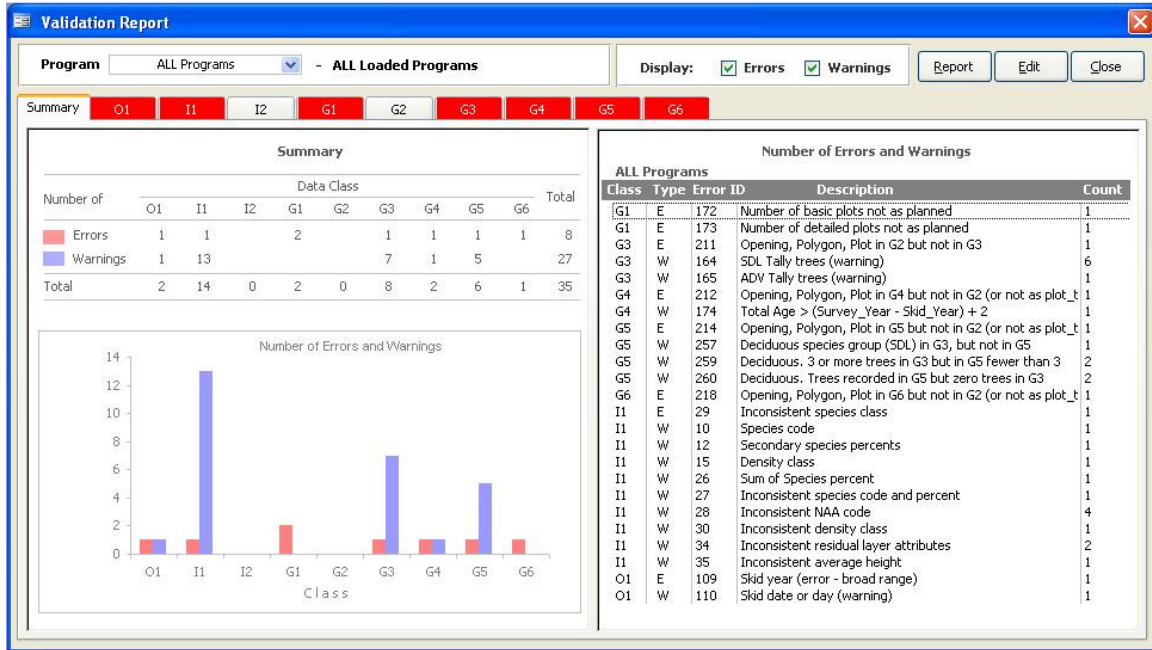 Validation Report
Program ALL Programs - ALL Loaded Programs Display: Errors Warnings Report Edit Close
Summary O1 I1 I2 G1 G2 G3 G4 G5 G6
Summary
Number of Data Class Total
O1 I1 I2 G1 G2 G3 G4 G5 G6
Errors 1 1 2 1 1 1 1 8
Warnings 1 13 7 1 5 27
Total 2 14 0 2 0 8 2 6 1 35
Number of Errors and Warnings
14
12
10
8
6
4
2
0
O1 I1 I2 G1 G2 G3 G4 G5 G6
Class
Number of Errors and Warnings
ALL Programs
Class Type Error ID Description Count
G1 E 172 Number of basic plots not as planned 1
G1 E 173 Number of detailed plots not as planned 1
G3 E 211 Opening, Polygon, Plot in G2 but not in G3 1
G3 W 164 SDL Tally trees (warning) 6
G3 W 165 ADV Tally trees (warning) 1
G4 E 212 Opening, Polygon, Plot in G4 but not in G2 (or not as plot_t 1
G4 W 174 Total Age > (Survey_Year - Skid_Year) + 2 1
G5 E 214 Opening, Polygon, Plot in G5 but not in G2 (or not as plot_t 1
G5 W 257 Deciduous species group (SDL) in G3, but not in G5 1
G5 W 259 Deciduous. 3 or more trees in G3 but in G5 fewer than 3 2
G5 W 260 Deciduous. Trees recorded in G5 but zero trees in G3 2
G6 E 218 Opening, Polygon, Plot in G6 but not in G2 (or not as plot_t 1
I1 E 29 Inconsistent species class 1
I1 W 10 Species code 1
I1 W 12 Secondary species percents 1
I1 W 15 Density class 1
I1 W 26 Sum of Species percent 1
I1 W 27 Inconsistent species code and percent 1
I1 W 28 Inconsistent NAA code 4
I1 W 30 Inconsistent density class 1
I1 W 34 Inconsistent residual layer attributes 2
I1 W 35 Inconsistent average height 1
O1 E 109 Skid year (error - broad range) 1
O1 W 110 Skid date or day (warning) 1